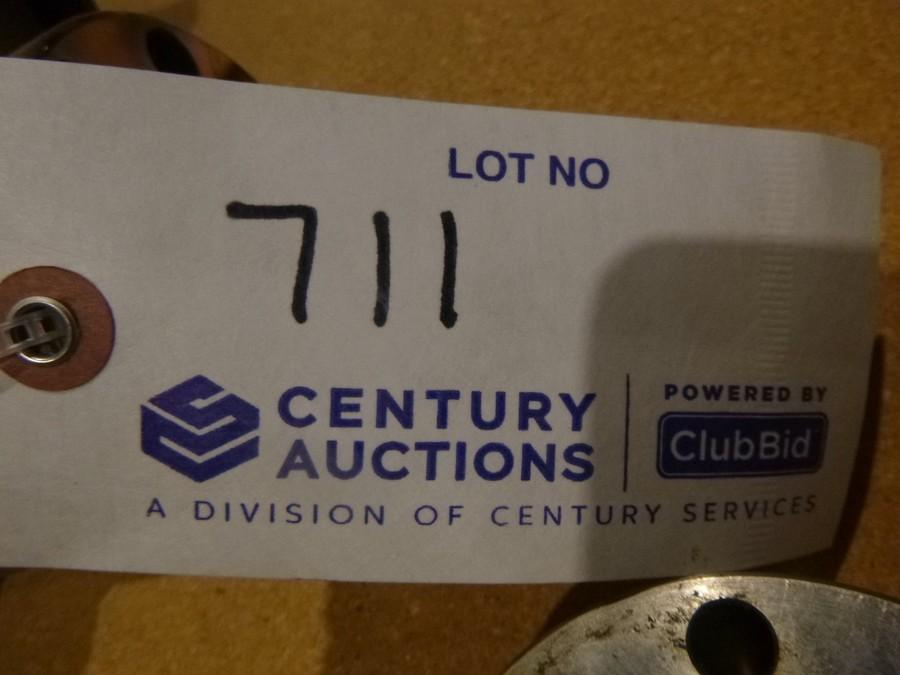 LOT NO
711
CENTURY
AUCTIONS
POWERED BY
ClubBid
A DIVISION OF CENTURY SERVICES